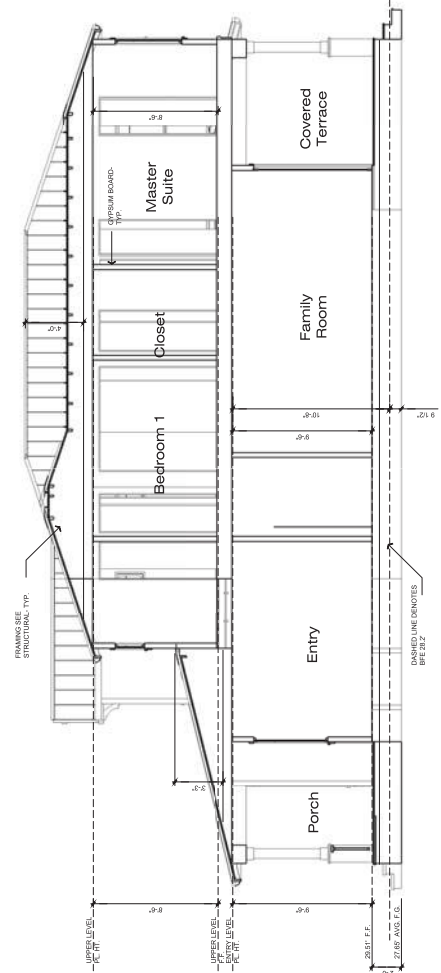 FRAMING SEE
STRUCTURAL- TYP.
4'-0"
GYPSUM BOARD-
TYP.
8'-6"
UPPER LEVEL
PL. HT.
8'-6"
Bedroom 1
Closet
Master
Suite
3'-3"
UPPER LEVEL
F.F.
ENTRY LEVEL
PL. HT.
9'-6"
Porch
Entry
9'-6"
10'-8"
Family
Room
Covered
Terrace
29.51' F.F.
27.65' AVG. F.G.
DASHED LINE DENOTES
BFE 28.2'
9 1/2"